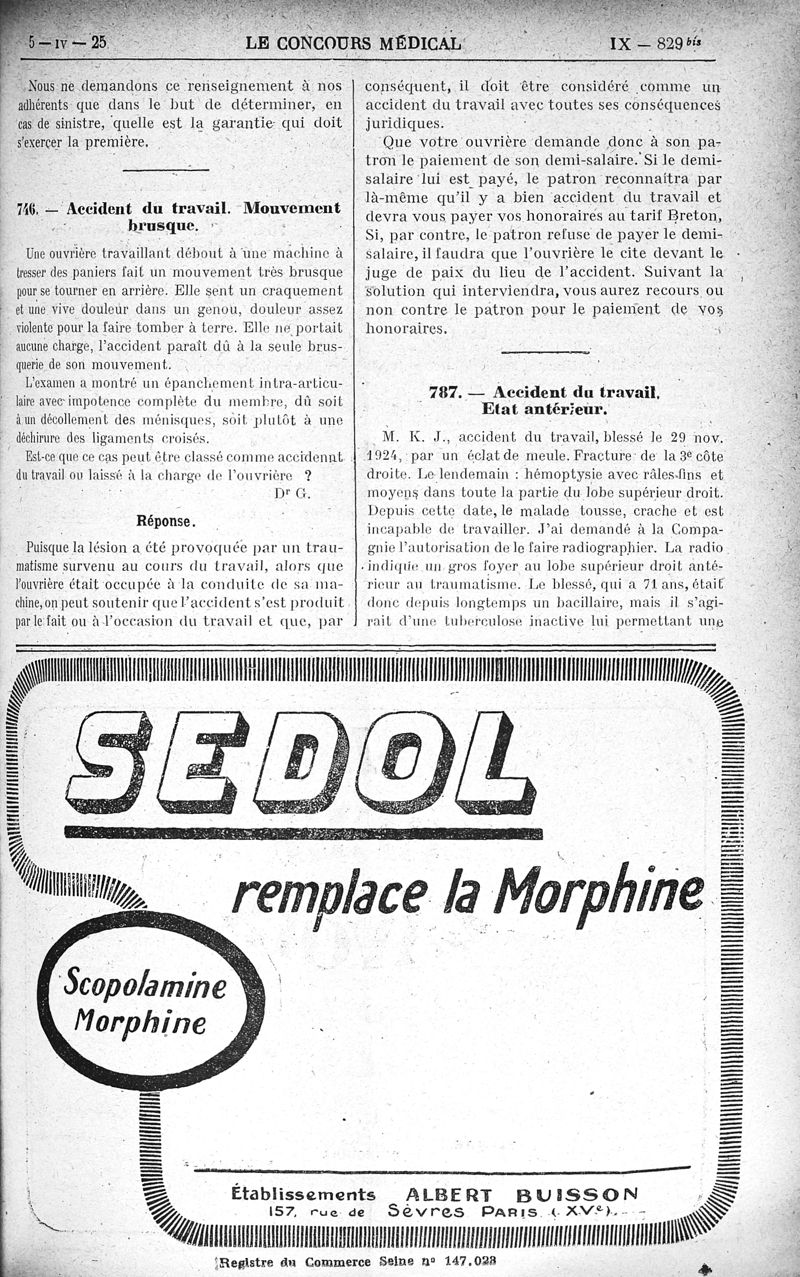 5 — IV — 25
LE CONCOURS MÉDICAL
IX — 829 bis
Nous ne demandons ce renseignement à nos
adhérents que dans le but de déterminer, en
cas de sinistre, quelle est la garantie qui doit
s'exercer la première.
746. — Accident du travail. Mouvement
brusque.
Une ouvrière travaillant debout à une machine à
tresser des paniers fait un mouvement très brusque
pour se tourner en arrière. Elle sent un craquement
et une vive douleur dans un genou, douleur assez
violente pour la faire tomber à terre. Elle ne portait
aucune charge, l'accident paraît dû à la seule brus-
querie de son mouvement.
L'examen a montré un épanchement intra-articu-
laire avec impotence complète du membre, dû soit
à un décollement des ménisques, soit plutôt à une
déchirure des ligaments croisés.
Est-ce que ce cas peut être classé comme accident
du travail ou laissé à la charge de l'ouvrière ?
Dr G.
Réponse.
Puisque la lésion a été provoquée par un trau-
matisme survenu au cours du travail, alors que
l'ouvrière était occupée à la conduite de sa ma-
chine, on peut soutenir que l'accident s'est produit
par le fait ou à l'occasion du travail et que, par
conséquent, il doit être considéré comme un
accident du travail avec toutes ses conséquences
juridiques.
Que votre ouvrière demande donc à son pa-
tron le paiement de son demi-salaire. Si le demi-
salaire lui est payé, le patron reconnaîtra par
là-même qu'il y a bien accident du travail et
devra vous payer vos honoraires au tarif Breton,
Si, par contre, le patron refuse de payer le demi-
salaire, il faudra que l'ouvrière le cite devant le
juge de paix du lieu de l'accident. Suivant la
solution qui interviendra, vous aurez recours ou
non contre le patron pour le paiement de vos
honoraires.
787. — Accident du travail.
Etat antérieur.
M. K. J., accident du travail, blessé le 29 nov.
1924, par un éclat de meule. Fracture de la 3e côte
droite. Le lendemain : hémoptysie avec râles fins et
moyens dans toute la partie du lobe supérieur droit.
Depuis cette date, le malade tousse, crache et est
incapable de travailler. J'ai demandé à la Compa-
gnie l'autorisation de le faire radiographier. La radio
indique un gros foyer au lobe supérieur droit anté-
rieur au traumatisme. Le blessé, qui a 71 ans, était
donc depuis longtemps un bacillaire, mais il s'agi-
rait d'une tuberculose inactive lui permettant une
SEDOL
remplace la Morphine
Scopolamine
Morphine
Établissements ALBERT BUISSON
157, rue de Sèvres PARIS (XVe)
Registre du Commerce Seine no 147.023